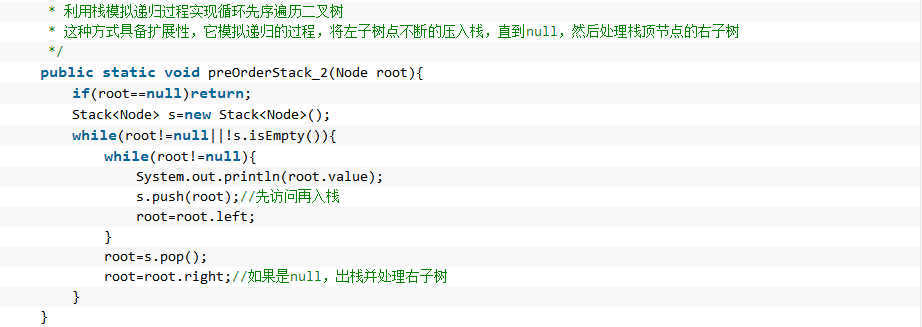 * 利用栈模拟递归过程实现循环先序遍历二叉树
* 这种方式具备扩展性，它模拟递归的过程，将左子树点不断的压入栈，直到null，然后处理栈顶节点的右子树
*/
public static void preOrderStack_2(Node root){
if(root==null)return;
Stack<Node> s=new Stack<Node>();
while(root!=null||!s.isEmpty()){
while(root!=null){
System.out.println(root.value);
s.push(root);//先访问再入栈
root=root.left;
}
root=s.pop();
root=root.right;//如果是null，出栈并处理右子树
}
}